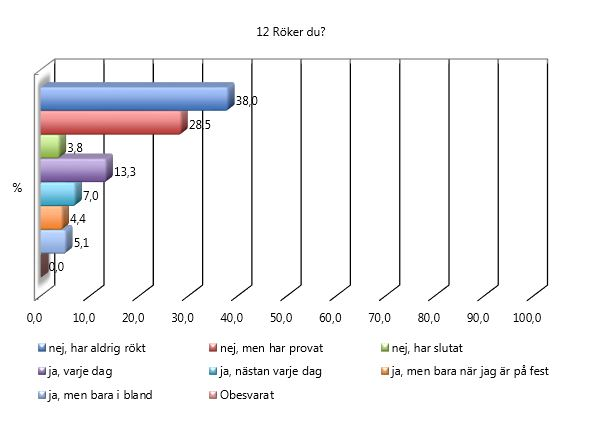 12 Röker du?
38,0
28,5
3,8
13,3
%
7,0
4,4
5,1
0,0
0,0 10,0 20,0 30,0 40,0 50,0 60,0 70,0 80,0 90,0 100,0
nej, har aldrig rökt nej, men har provat nej, har slutat
ja, varje dag ja, nästan varje dag ja, men bara när jag är på fest
ja, men bara i bland Obesvarat